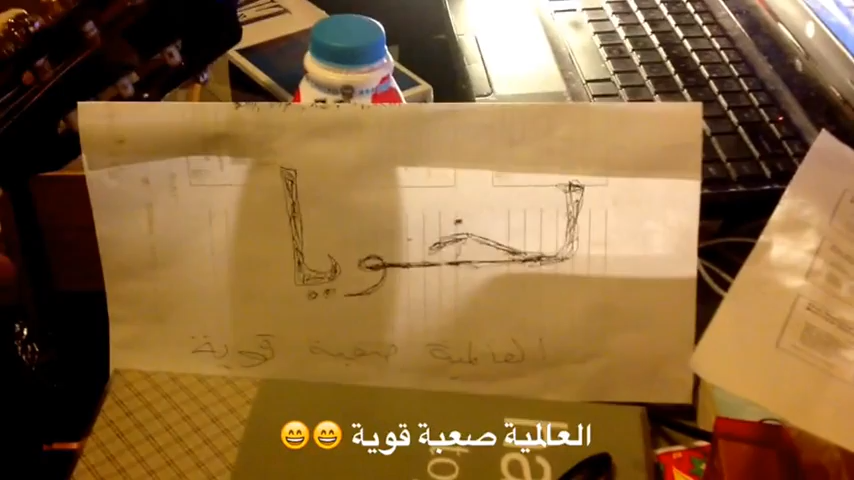 لخويا
العالمية صعبة قوية
العالمية صعبة قوية 😄😄